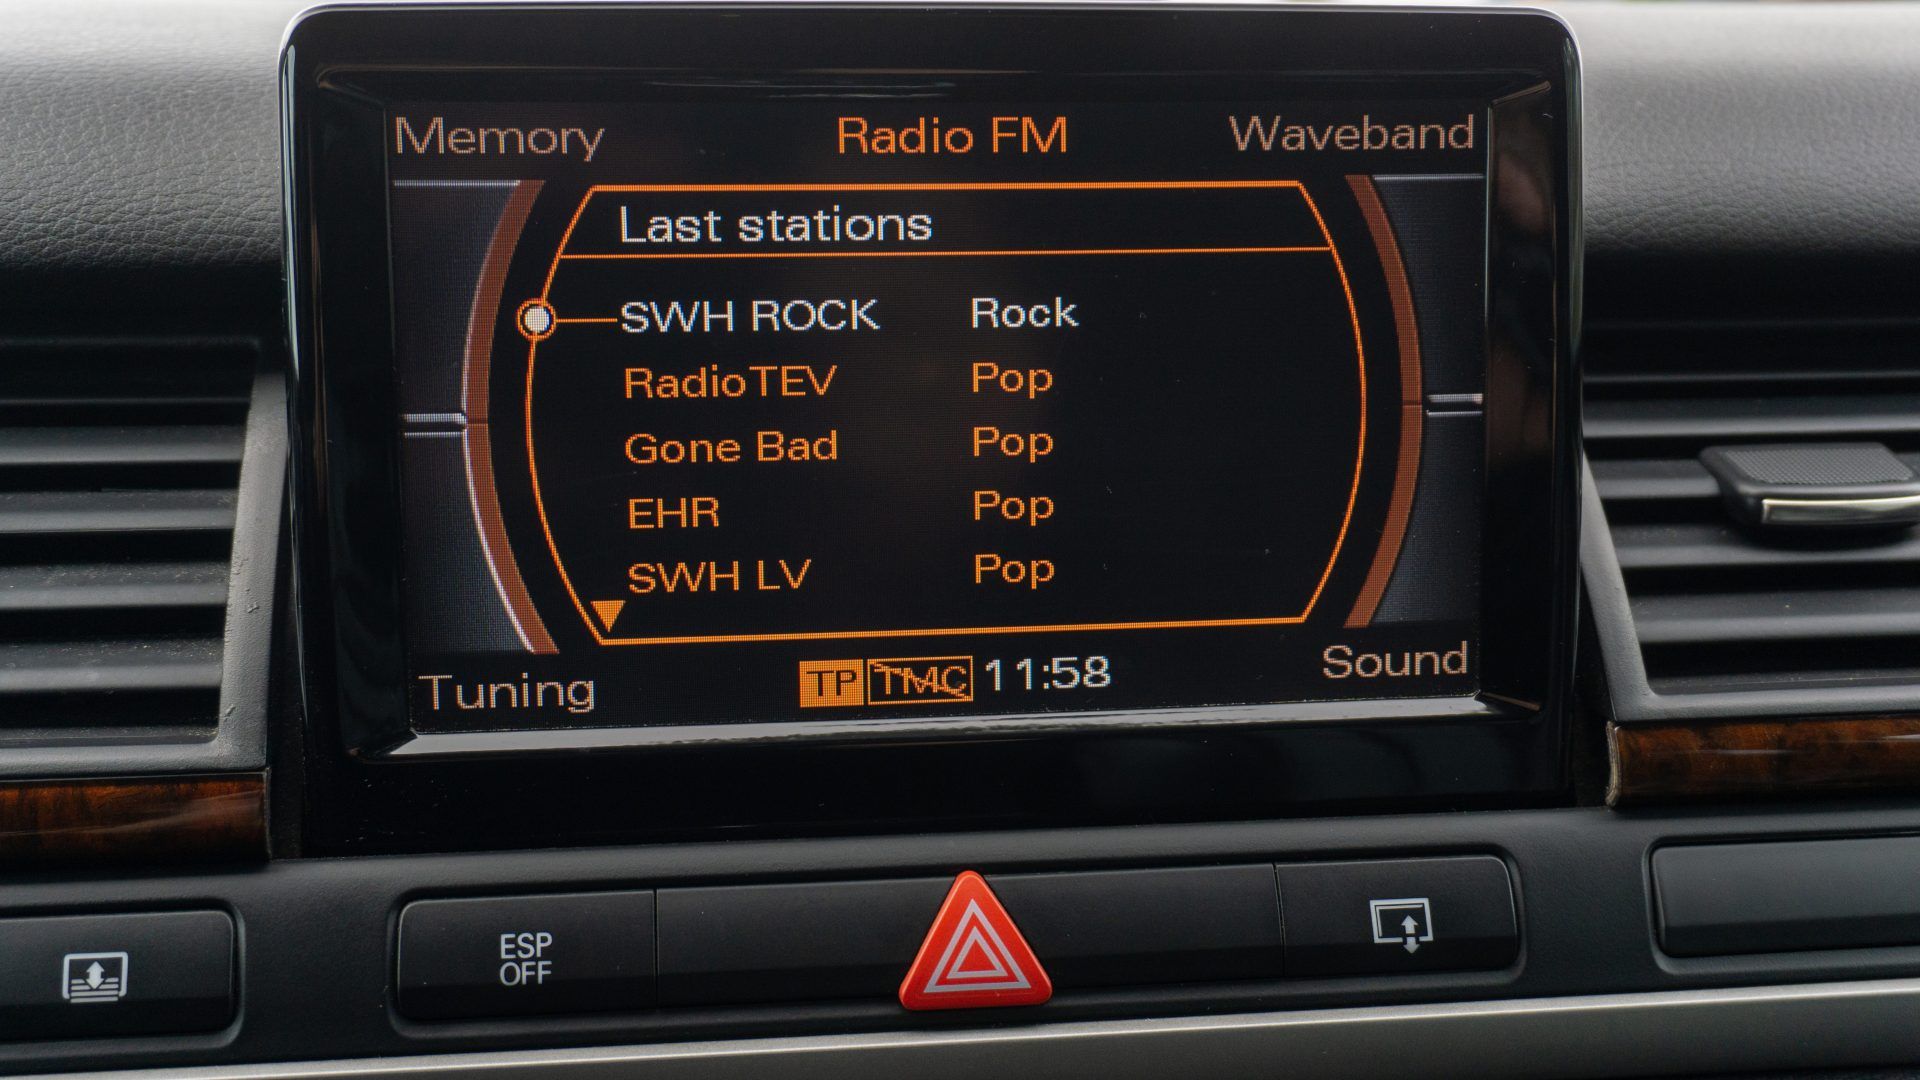 Memory Radio FM Waveband
Last stations
SWH ROCK Rock
RadioTEV Pop
Gone Bad Pop
EHR Pop
SWH LV Pop
Tuning TP TMC 11:58 Sound
ESP
OFF